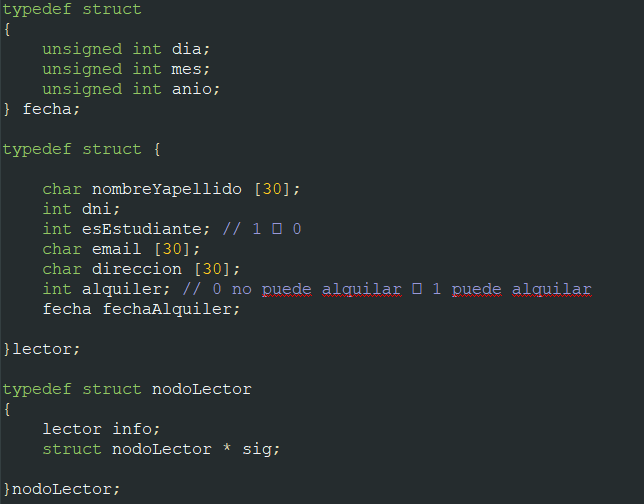 typedef struct
{
    unsigned int dia;
    unsigned int mes;
    unsigned int anio;
} fecha;

typedef struct {

    char nombreYapellido [30];
    int dni;
    int esEstudiante; // 1 □ 0
    char email [30];
    char direccion [30];
    int alquiler; // 0 no puede alquilar □ 1 puede alquilar
    fecha fechaAlquiler;

}lector;

typedef struct nodoLector
{
    lector info;
    struct nodoLector * sig;

}nodoLector;